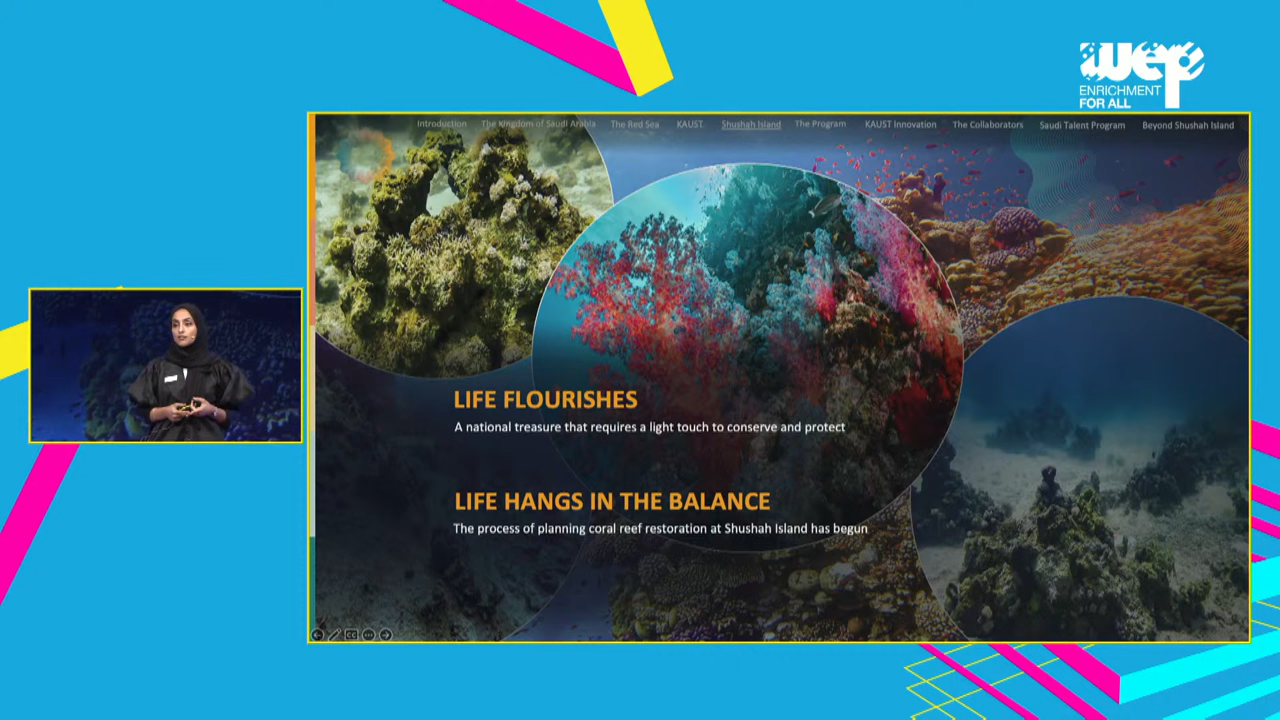 wep
ENRICHMENT
FOR ALL
Introduction The Kingdom of Saudi Arabia The Red Sea KAUST Shushah Island The Program KAUST Innovation The Collaborators Saudi Talent Program Beyond Shushah Island
LIFE FLOURISHES
A national treasure that requires a light touch to conserve and protect
LIFE HANGS IN THE BALANCE
The process of planning coral reef restoration at Shushah Island has begun
CC